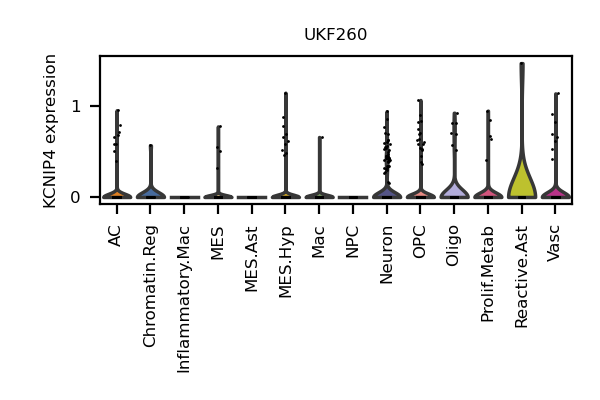 UKF260
KCNIP4 expression
1
0
AC
Chromatin.Reg
Inflammatory.Mac
MES
MES.Ast
MES.Hyp
Mac
NPC
Neuron
OPC
Oligo
Prolif.Metab
Reactive.Ast
Vasc